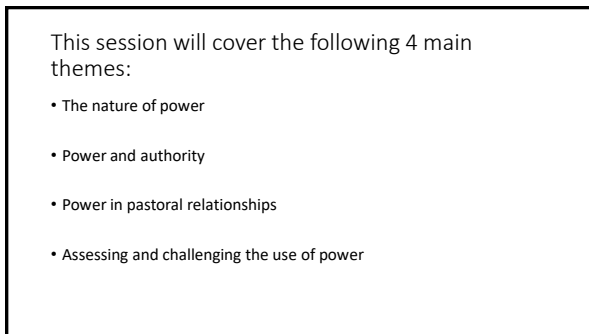 This session will cover the following 4 main
themes:
• The nature of power
• Power and authority
• Power in pastoral relationships
• Assessing and challenging the use of power